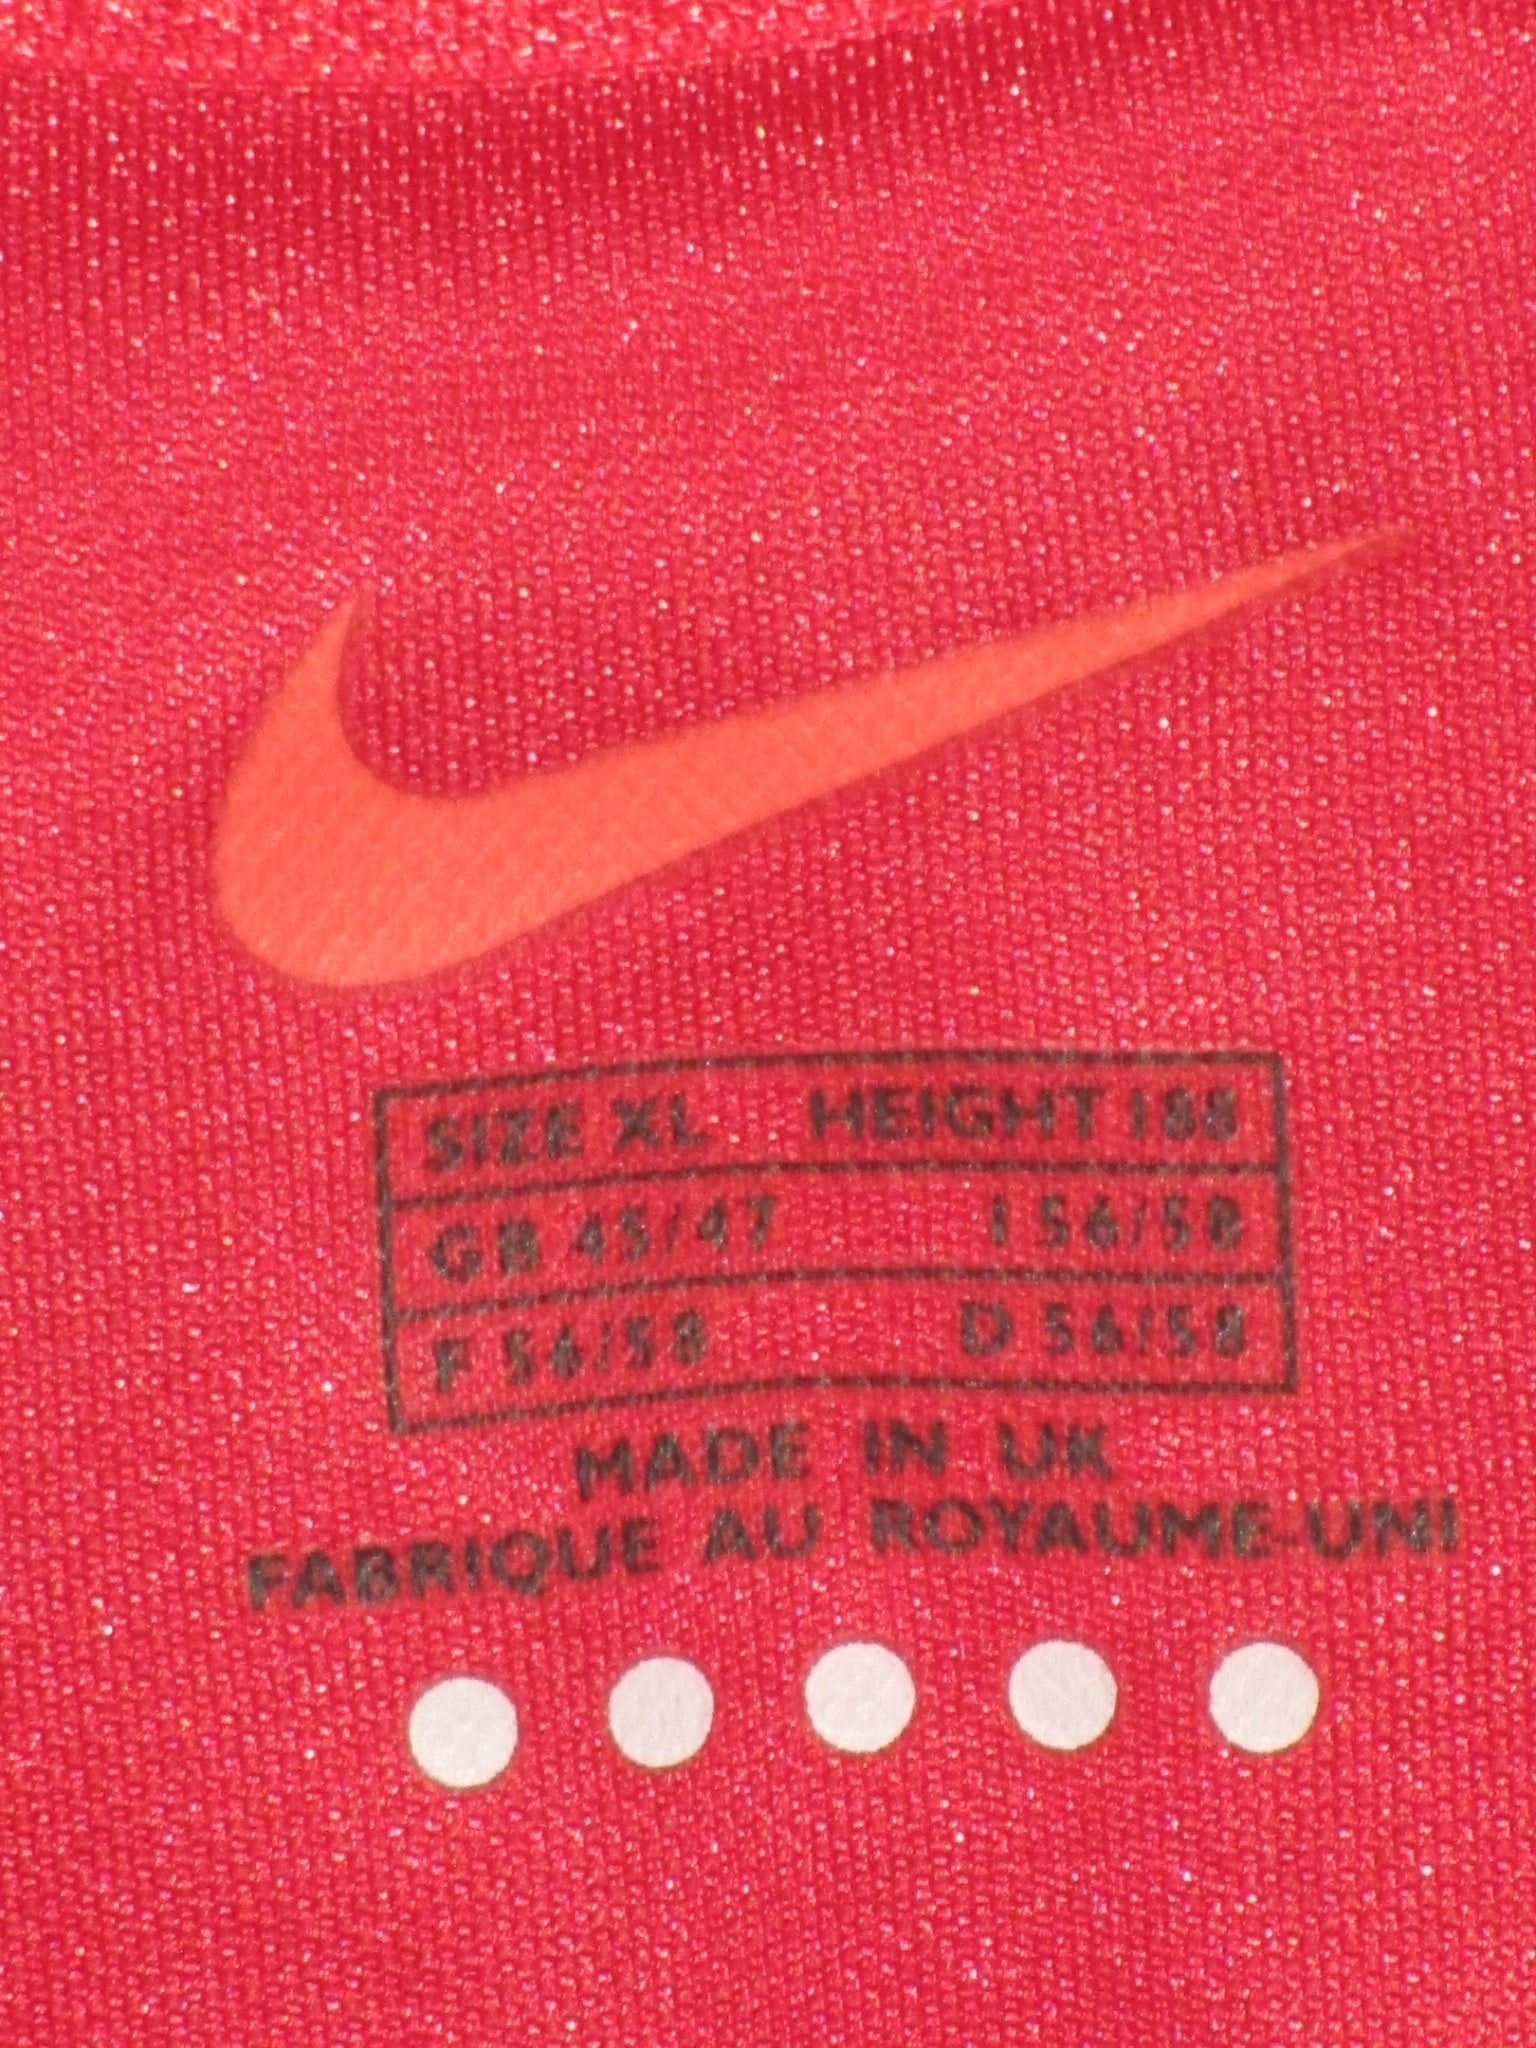 SIZE XL HEIGHT 188
GB 45/47 I 56/58
F 56/58 D 56/58
MADE IN UK
FABRIQUE AU ROYAUME-UNI